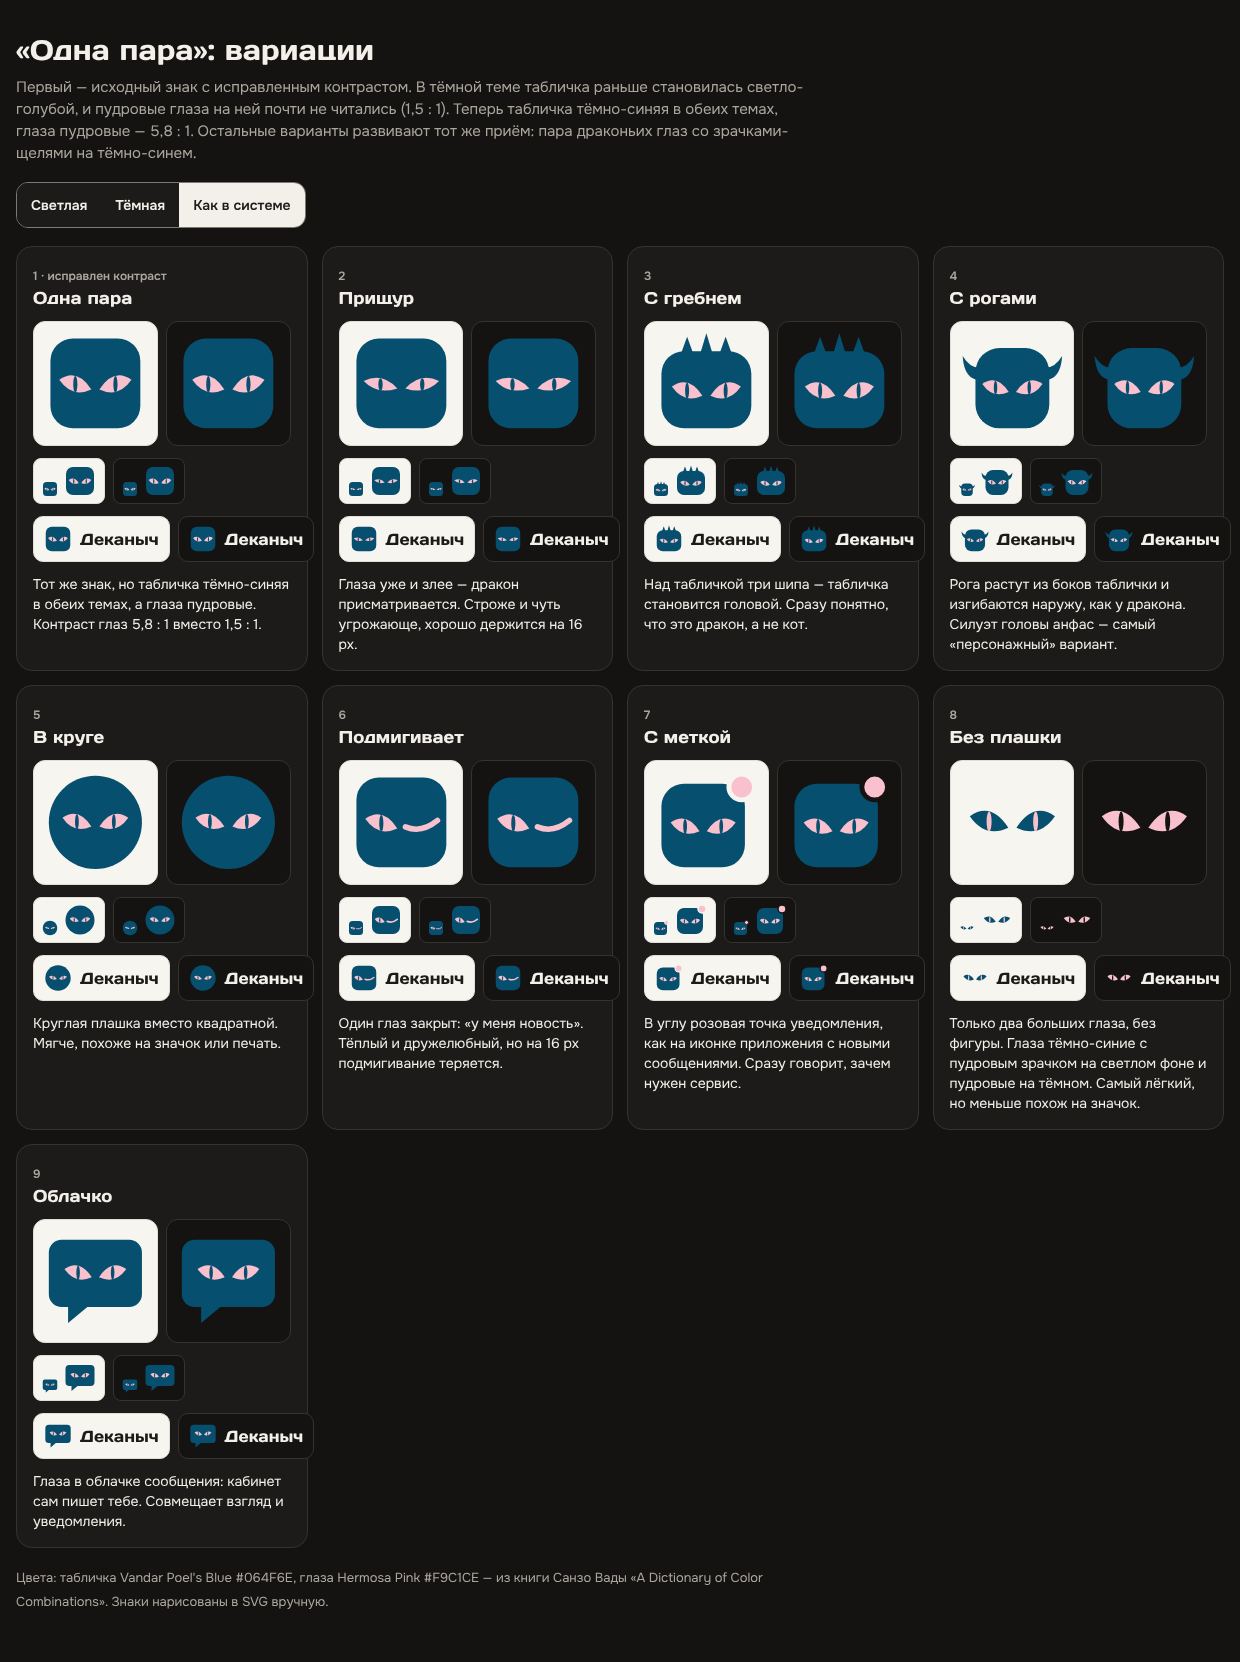 «Одна пара»: вариации
Первый — исходный знак с исправленным контрастом. В тёмной теме табличка раньше становилась светло-
голубой, и пудровые глаза на ней почти не читались (1,5 : 1). Теперь табличка тёмно-синяя в обеих темах,
глаза пудровые — 5,8 : 1. Остальные варианты развивают тот же приём: пара драконьих глаз со зрачками-
щелями на тёмно-синем.
Светлая Тёмная Как в системе
1 · исправлен контраст
Одна пара
Деканыч Деканыч
Тот же знак, но табличка тёмно-синяя
в обеих темах, а глаза пудровые.
Контраст глаз 5,8 : 1 вместо 1,5 : 1.
2
Прищур
Деканыч Деканыч
Глаза уже и злее — дракон
присматривается. Строже и чуть
угрожающе, хорошо держится на 16
px.
3
С гребнем
Деканыч Деканыч
Над табличкой три шипа — табличка
становится головой. Сразу понятно,
что это дракон, а не кот.
4
С рогами
Деканыч Деканыч
Рога растут из боков таблички и
изгибаются наружу, как у дракона.
Силуэт головы анфас — самый
«персонажный» вариант.
5
В круге
Деканыч Деканыч
Круглая плашка вместо квадратной.
Мягче, похоже на значок или печать.
6
Подмигивает
Деканыч Деканыч
Один глаз закрыт: «у меня новость».
Тёплый и дружелюбный, но на 16 px
подмигивание теряется.
7
С меткой
Деканыч Деканыч
В углу розовая точка уведомления,
как на иконке приложения с новыми
сообщениями. Сразу говорит, зачем
нужен сервис.
8
Без плашки
Деканыч Деканыч
Только два больших глаза, без
фигуры. Глаза тёмно-синие с
пудровым зрачком на светлом фоне и
пудровые на тёмном. Самый лёгкий,
но меньше похож на значок.
9
Облачко
Деканыч Деканыч
Глаза в облачке сообщения: кабинет
сам пишет тебе. Совмещает взгляд и
уведомления.
Цвета: табличка Vandar Poel's Blue #064F6E, глаза Hermosa Pink #F9C1CE — из книги Санзо Вады «A Dictionary of Color
Combinations». Знаки нарисованы в SVG вручную.